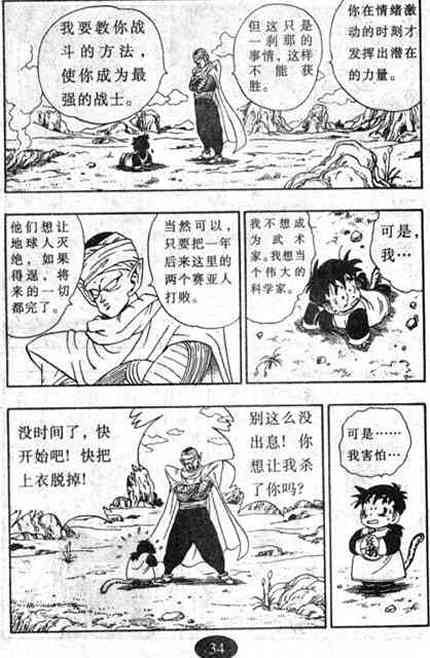 你在情绪激
动的时刻才
发挥出潜在
的力量。
但这只是
一刹那的
事情、这样
不能获
胜。
我要教你战
斗的方法，
使你成为最
强的战士。
可是，
我…
我不想成
为武术
家。我想当
个伟大的
科学家。
当然可以，
只要把一年
后来这里的
两个赛亚人
打败。
他们想让
地球人灭
绝，如果
得逞，将
来的一切
都完了。
可是……
我害怕…
别这么没
出息！你
想让我杀
了你吗？
没时间了，快
开始吧！快把
上衣脱掉！
34